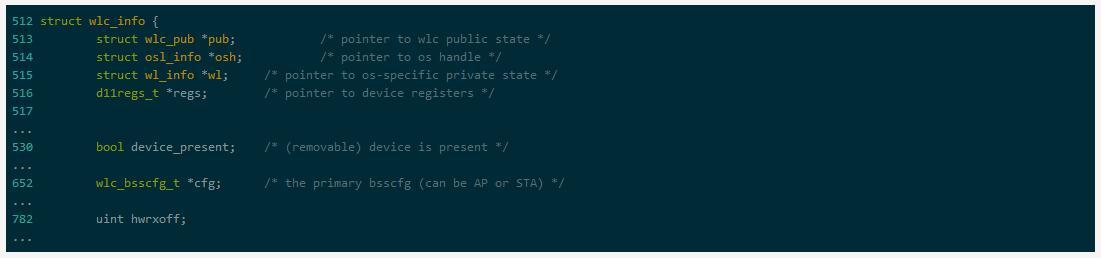 512 struct wlc_info {
513         struct wlc_pub *pub;            /* pointer to wlc public state */
514         struct osl_info *osh;           /* pointer to os handle */
515         struct wl_info *wl;     /* pointer to os-specific private state */
516         d11regs_t *regs;        /* pointer to device registers */
517
...
530         bool device_present;    /* (removable) device is present */
...
652         wlc_bsscfg_t *cfg;      /* the primary bsscfg (can be AP or STA) */
...
782         uint hwrxoff;
...